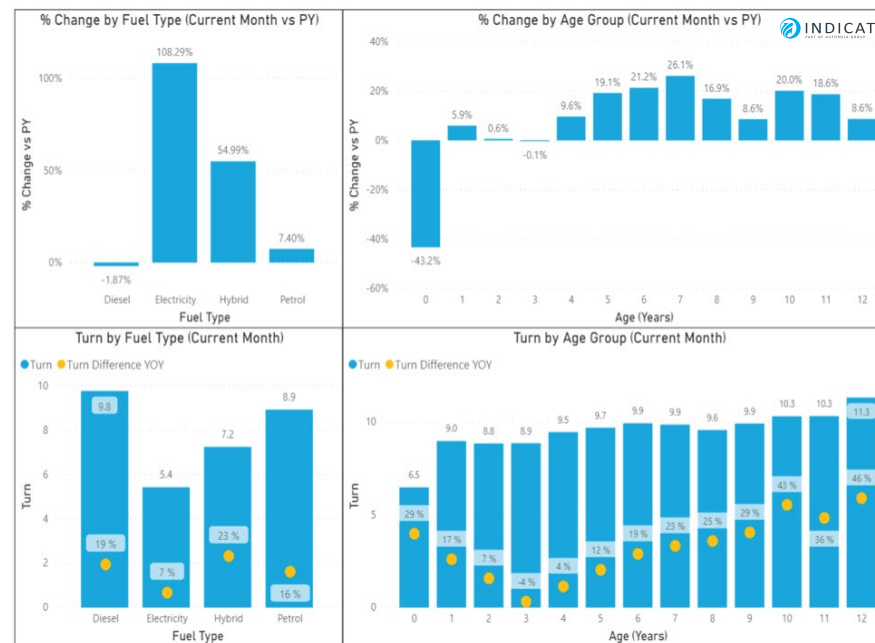 % Change by Fuel Type (Current Month vs PY)
% Change vs PY
100%
50%
0%
-1.87%
108.29%
54.99%
7.40%
Diesel
Electricity
Hybrid
Petrol
Fuel Type
% Change by Age Group (Current Month vs PY)
INDICAT
PART OF AUTOROLA GROUP
% Change vs PY
40%
20%
0%
-20%
-40%
-60%
-43.2%
5.9%
0.6%
-0.1%
9.6%
19.1%
21.2%
26.1%
16.9%
8.6%
20.0%
18.6%
8.6%
0 1 2 3 4 5 6 7 8 9 10 11 12
Age (Years)
Turn by Fuel Type (Current Month)
Turn Turn Difference YOY
Turn
10
8
6
4
2
0
9.8
5.4
7.2
8.9
19 %
7 %
23 %
16 %
Diesel
Electricity
Hybrid
Petrol
Fuel Type
Turn by Age Group (Current Month)
Turn Turn Difference YOY
Turn
10
5
0
6.5
9.0
8.8
8.9
9.5
9.7
9.9
9.9
9.6
9.9
10.3
10.3
11.3
29 %
17 %
7 %
-4 %
4 %
12 %
19 %
23 %
25 %
29 %
43 %
36 %
46 %
0 1 2 3 4 5 6 7 8 9 10 11 12
Age (Years)